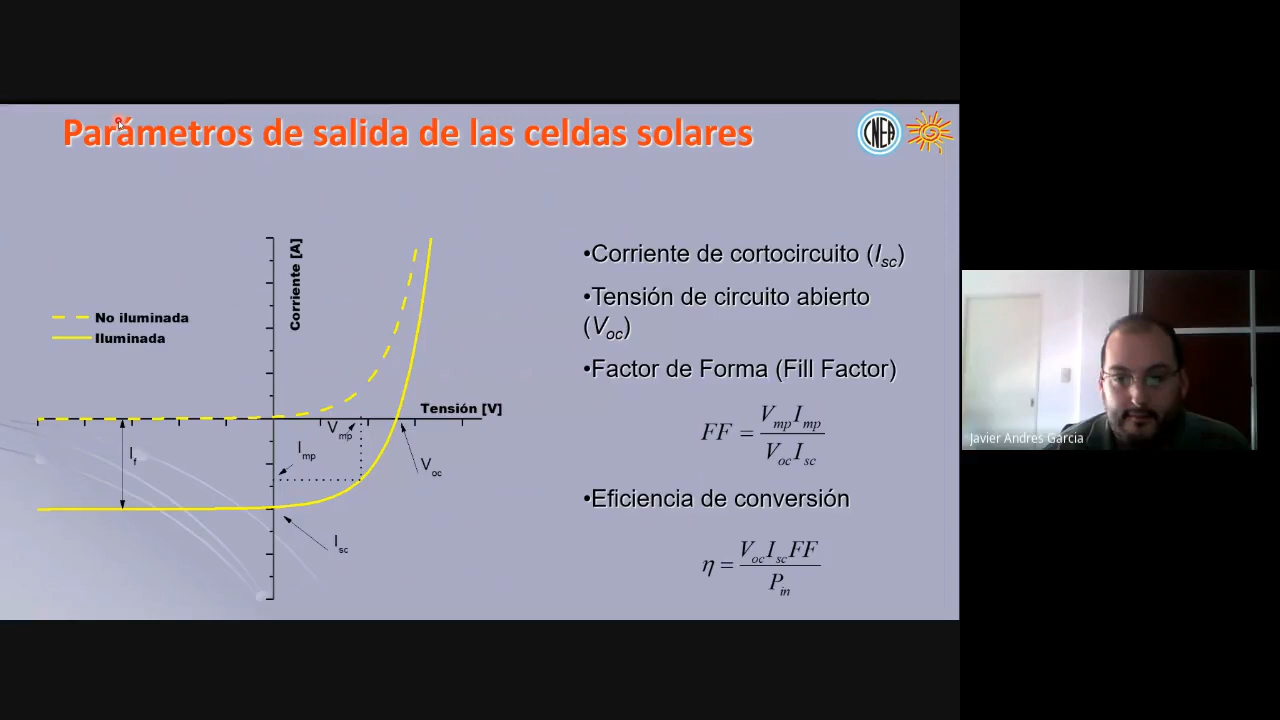 Parámetros de salida de las celdas solares
CNEA
Corriente [A]
No iluminada
Iluminada
Tensión [V]
V_mp
I_mp
I_f
V_oc
I_sc
•Corriente de cortocircuito (I_sc)
•Tensión de circuito abierto
(V_oc)
•Factor de Forma (Fill Factor)
FF = V_mp I_mp / V_oc I_sc
•Eficiencia de conversión
η = V_oc I_sc FF / P_in
Javier Andres Garcia